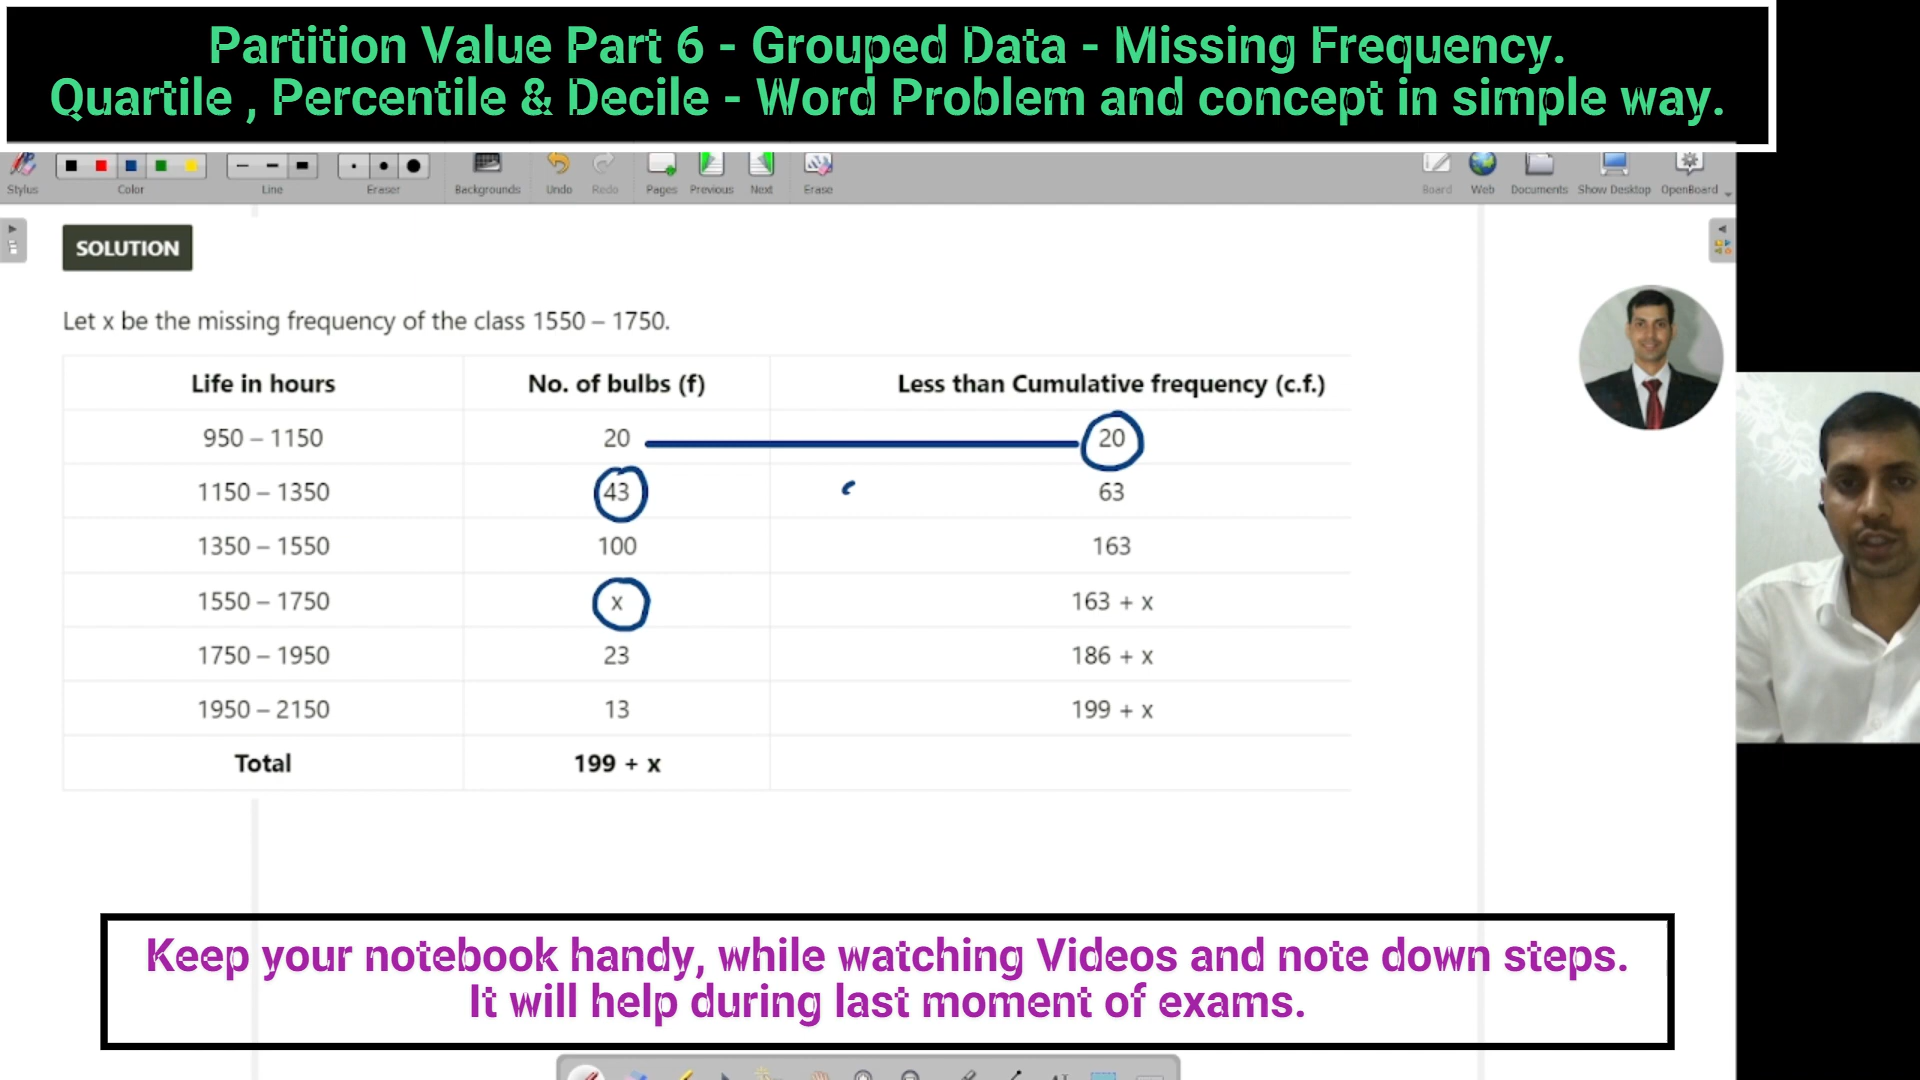 Partition Value Part 6 - Grouped Data - Missing Frequency.
Quartile , Percentile & Decile - Word Problem and concept in simple way.
Stylus Color Line Eraser Backgrounds Undo Redo Pages Previous Next Erase Board Web Documents Show Desktop OpenBoard
SOLUTION
Let x be the missing frequency of the class 1550 – 1750.
Life in hours No. of bulbs (f) Less than Cumulative frequency (c.f.)
950 – 1150 20 20
1150 – 1350 43 63
1350 – 1550 100 163
1550 – 1750 x 163 + x
1750 – 1950 23 186 + x
1950 – 2150 13 199 + x
Total 199 + x
Keep your notebook handy, while watching Videos and note down steps.
It will help during last moment of exams.